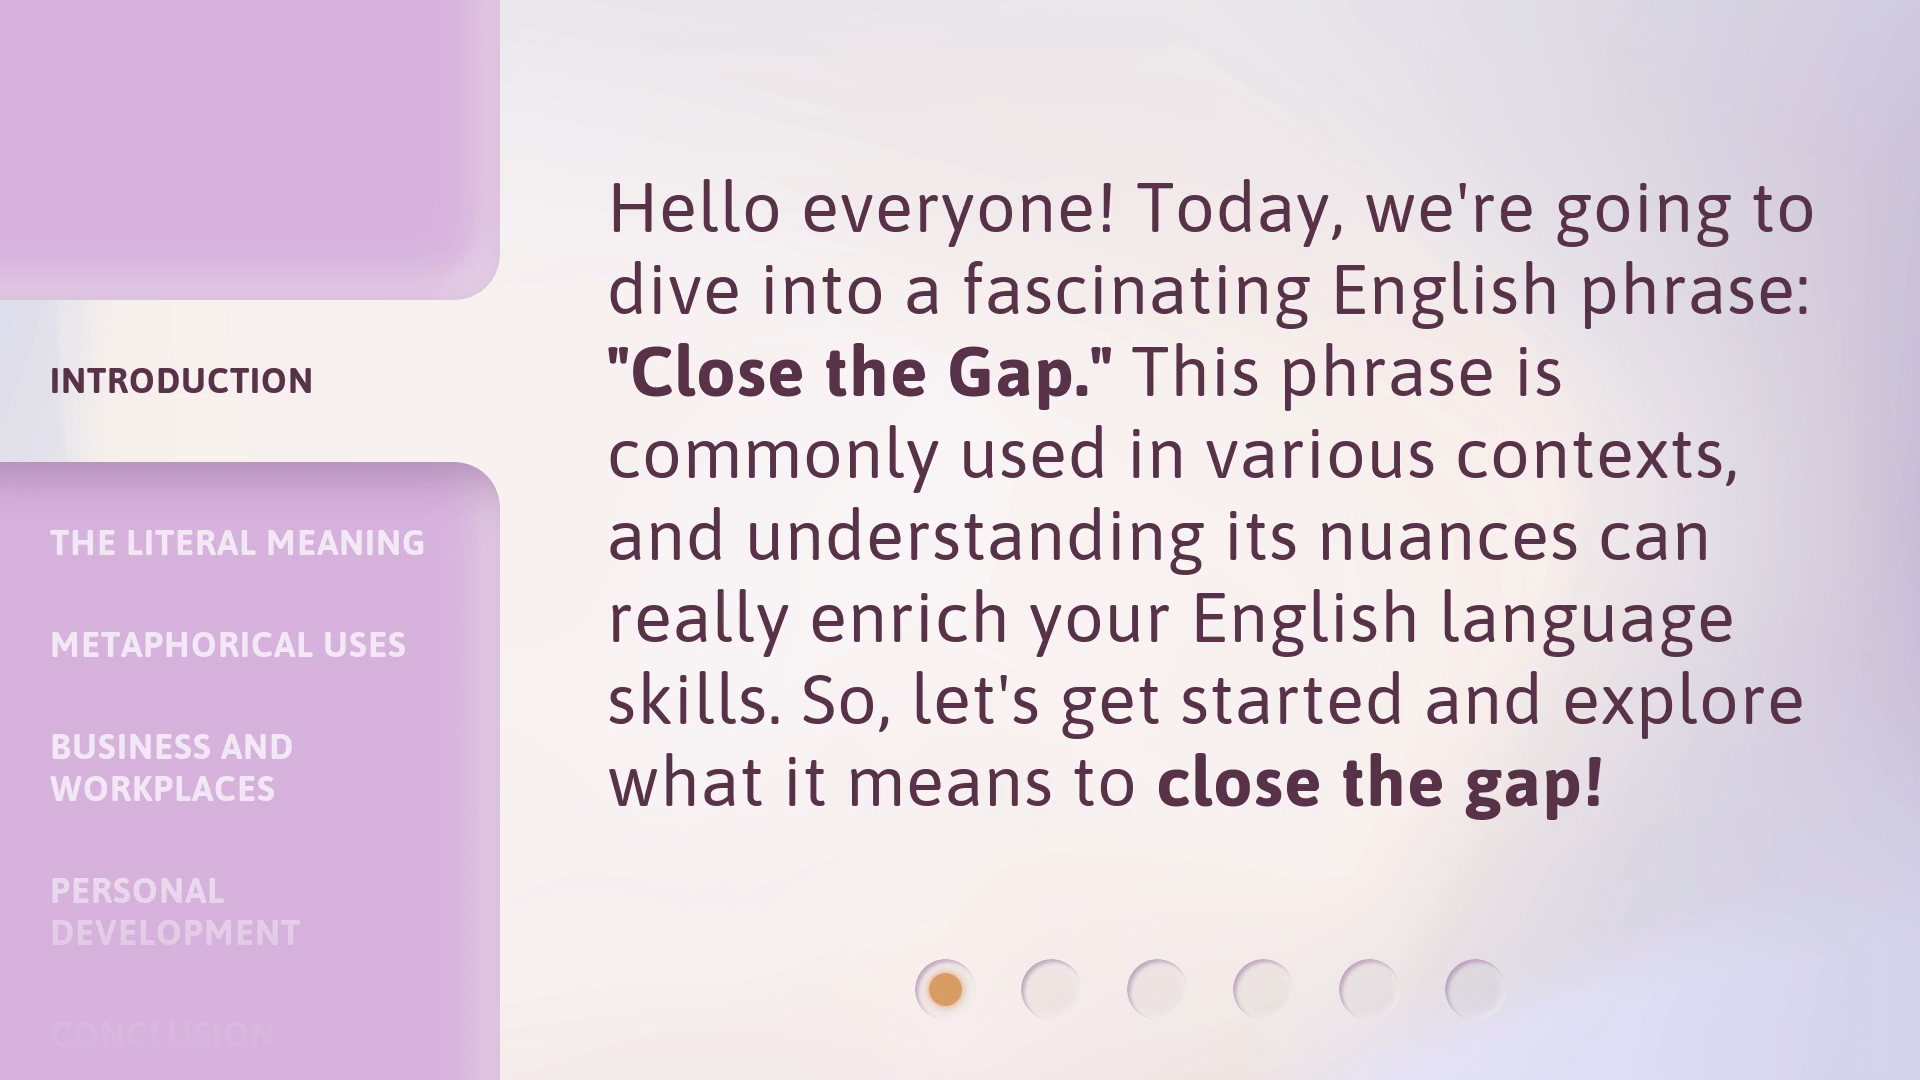 INTRODUCTION
THE LITERAL MEANING
METAPHORICAL USES
BUSINESS AND
WORKPLACES
PERSONAL
DEVELOPMENT
CONCLUSION
Hello everyone! Today, we're going to
dive into a fascinating English phrase:
"Close the Gap." This phrase is
commonly used in various contexts,
and understanding its nuances can
really enrich your English language
skills. So, let's get started and explore
what it means to close the gap!